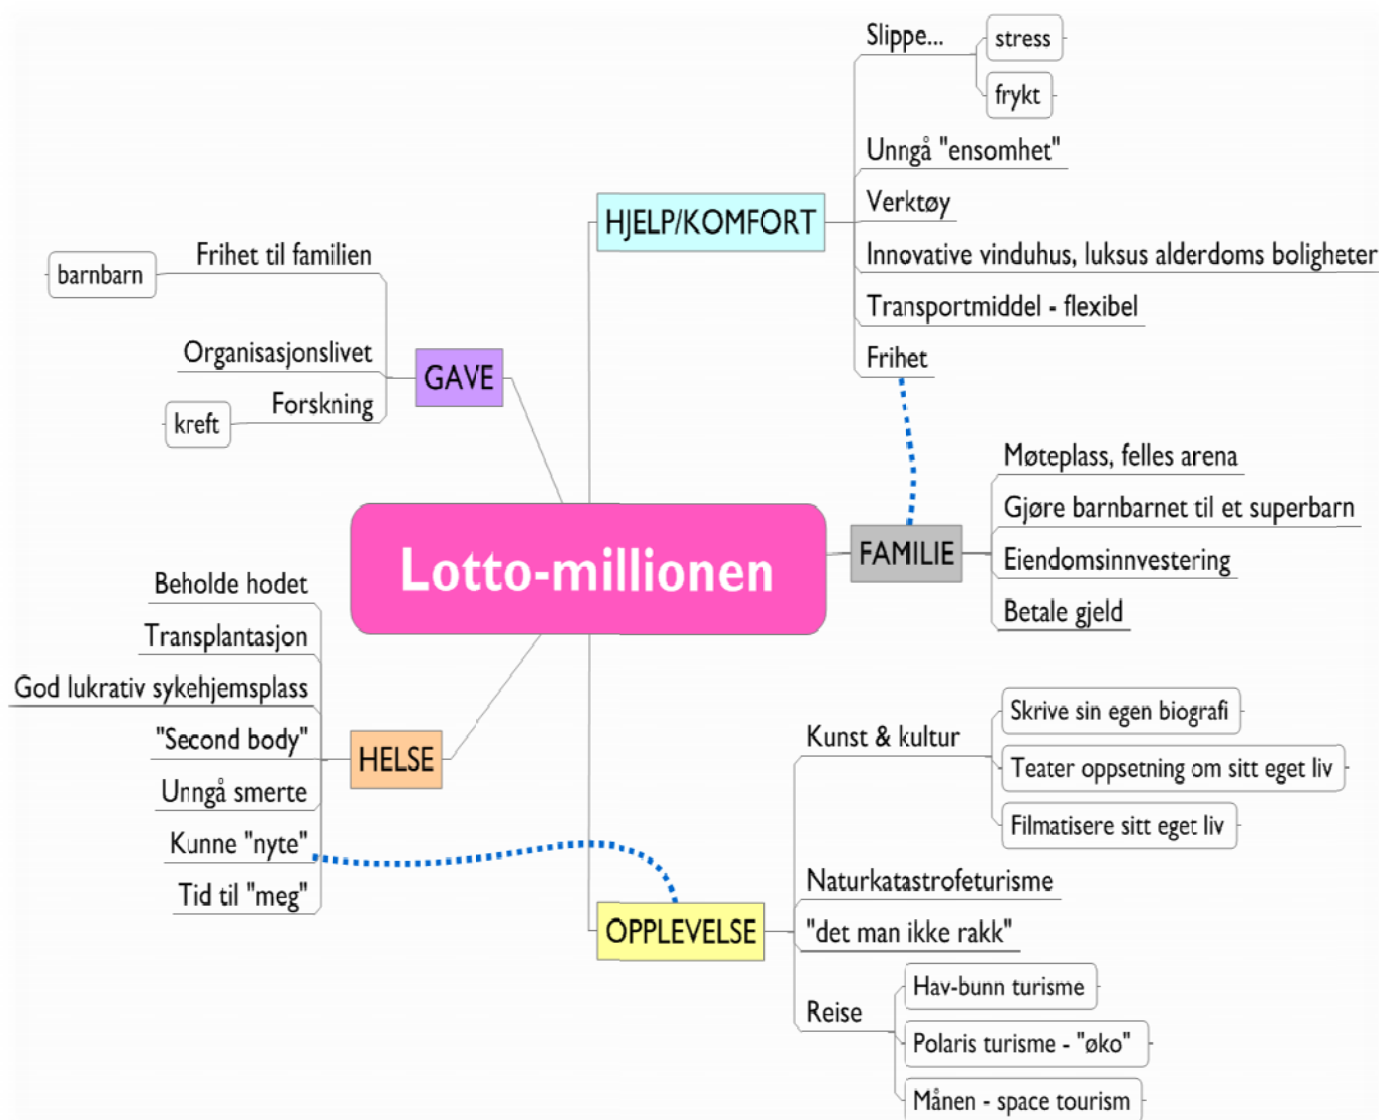 Lotto-millionen
HJELP/KOMFORT
Slippe...
stress
frykt
Unngå "ensomhet"
Verktøy
Innovative vinduhus, luksus alderdoms boligheter
Transportmiddel - flexibel
Frihet
FAMILIE
Møteplass, felles arena
Gjøre barnbarnet til et superbarn
Eiendomsinnvestering
Betale gjeld
OPPLEVELSE
Kunst & kultur
Skrive sin egen biografi
Teater oppsetning om sitt eget liv
Filmatisere sitt eget liv
Naturkatastrofeturisme
"det man ikke rakk"
Reise
Hav-bunn turisme
Polaris turisme - "øko"
Månen - space tourism
GAVE
Frihet til familien
barnbarn
Organisasjonslivet
Forskning
kreft
HELSE
Beholde hodet
Transplantasjon
God lukrativ sykehjemsplass
"Second body"
Unngå smerte
Kunne "nyte"
Tid til "meg"